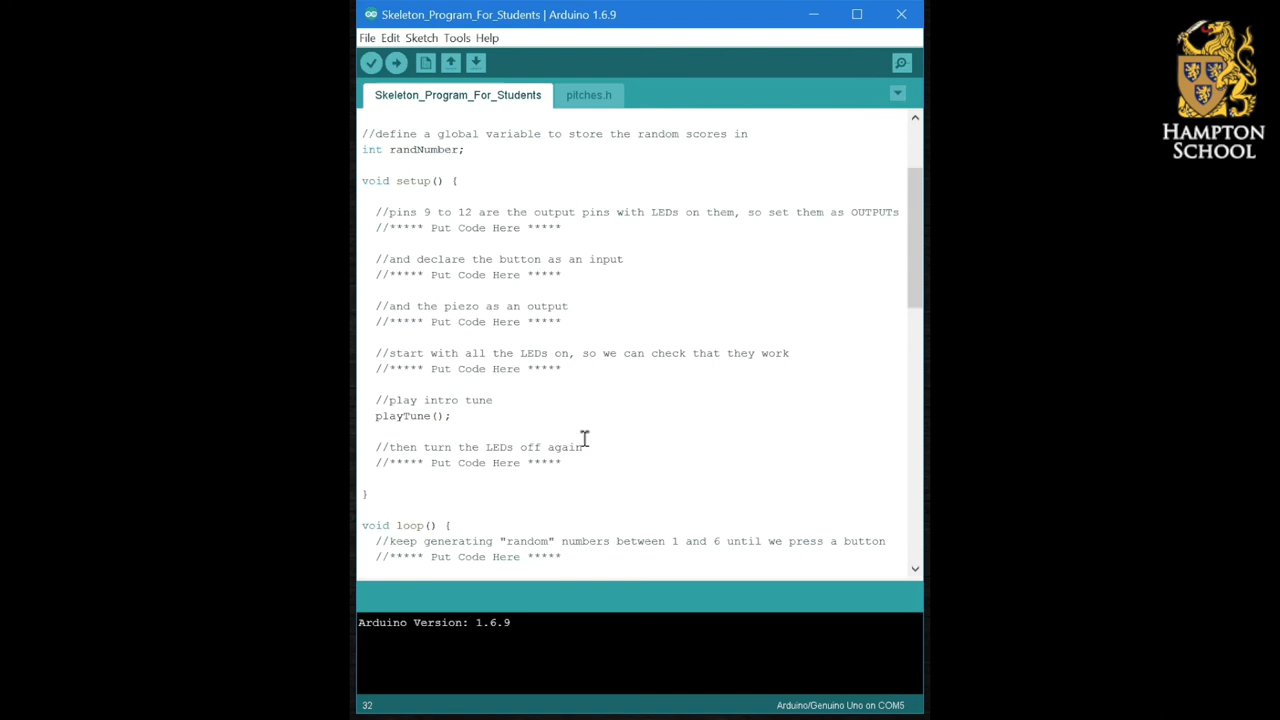 Skeleton_Program_For_Students | Arduino 1.6.9
File Edit Sketch Tools Help
Skeleton_Program_For_Students
pitches.h
//define a global variable to store the random scores in
int randNumber;
void setup() {
//pins 9 to 12 are the output pins with LEDs on them, so set them as OUTPUTs
//***** Put Code Here *****
//and declare the button as an input
//***** Put Code Here *****
//and the piezo as an output
//***** Put Code Here *****
//start with all the LEDs on, so we can check that they work
//***** Put Code Here *****
//play intro tune
playTune();
//then turn the LEDs off again
//***** Put Code Here *****
}
void loop() {
//keep generating "random" numbers between 1 and 6 until we press a button
//***** Put Code Here *****
Arduino Version: 1.6.9
32
Arduino/Genuino Uno on COM5
HAMPTON
SCHOOL